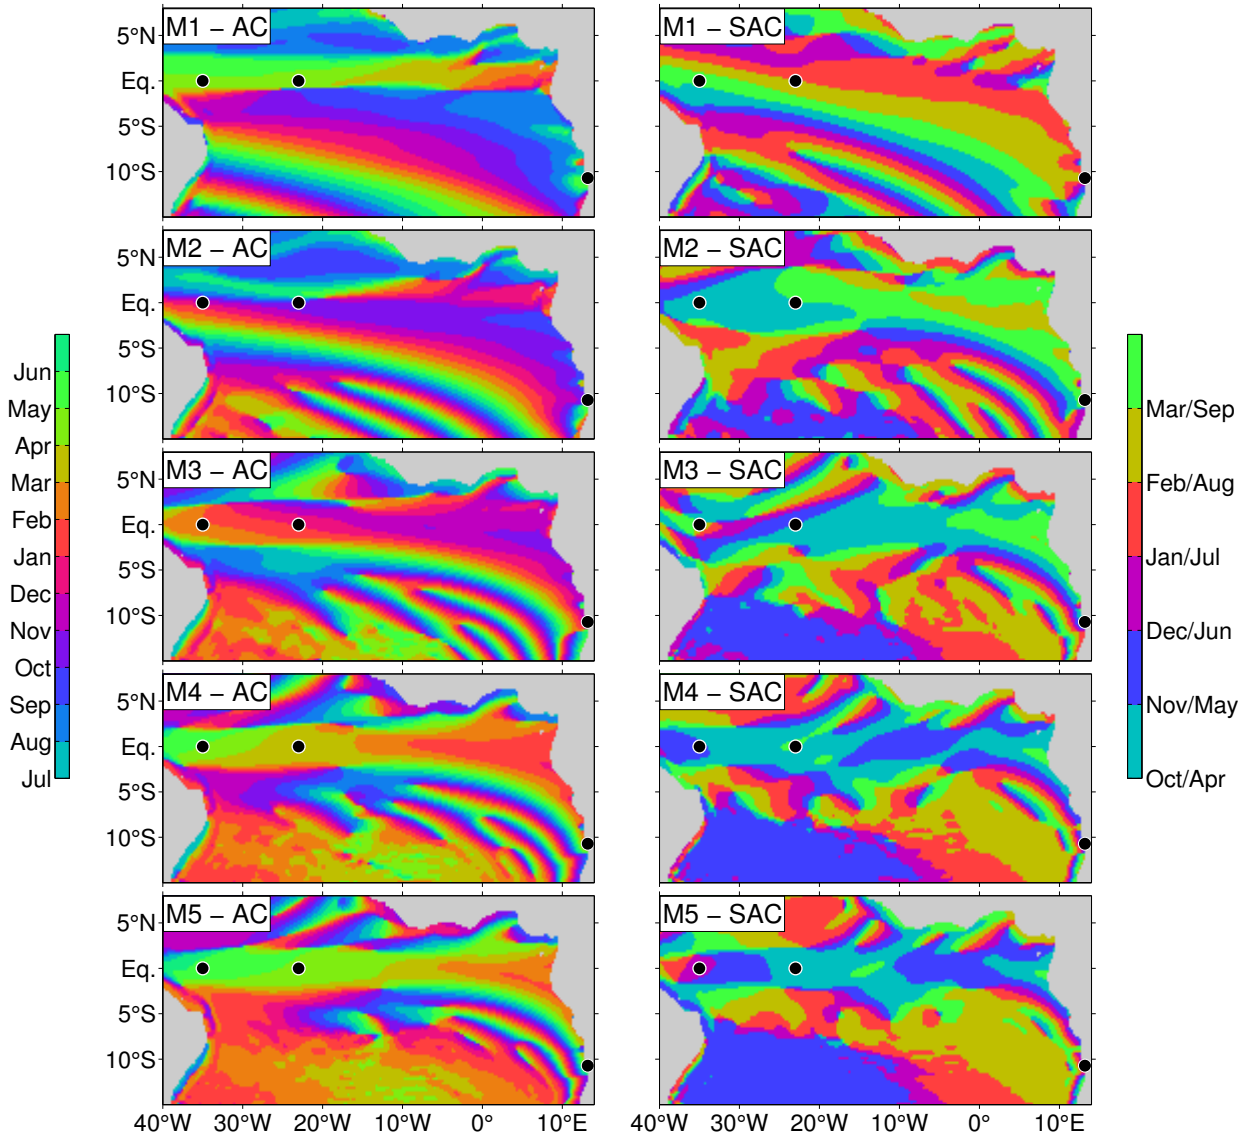 M1 – AC
M1 – SAC
5°N
Eq.
5°S
10°S
M2 – AC
M2 – SAC
5°N
Eq.
5°S
10°S
M3 – AC
M3 – SAC
5°N
Eq.
5°S
10°S
M4 – AC
M4 – SAC
5°N
Eq.
5°S
10°S
M5 – AC
M5 – SAC
5°N
Eq.
5°S
10°S
40°W 30°W 20°W 10°W 0° 10°E
40°W 30°W 20°W 10°W 0° 10°E
Jun
May
Apr
Mar
Feb
Jan
Dec
Nov
Oct
Sep
Aug
Jul
Mar/Sep
Feb/Aug
Jan/Jul
Dec/Jun
Nov/May
Oct/Apr